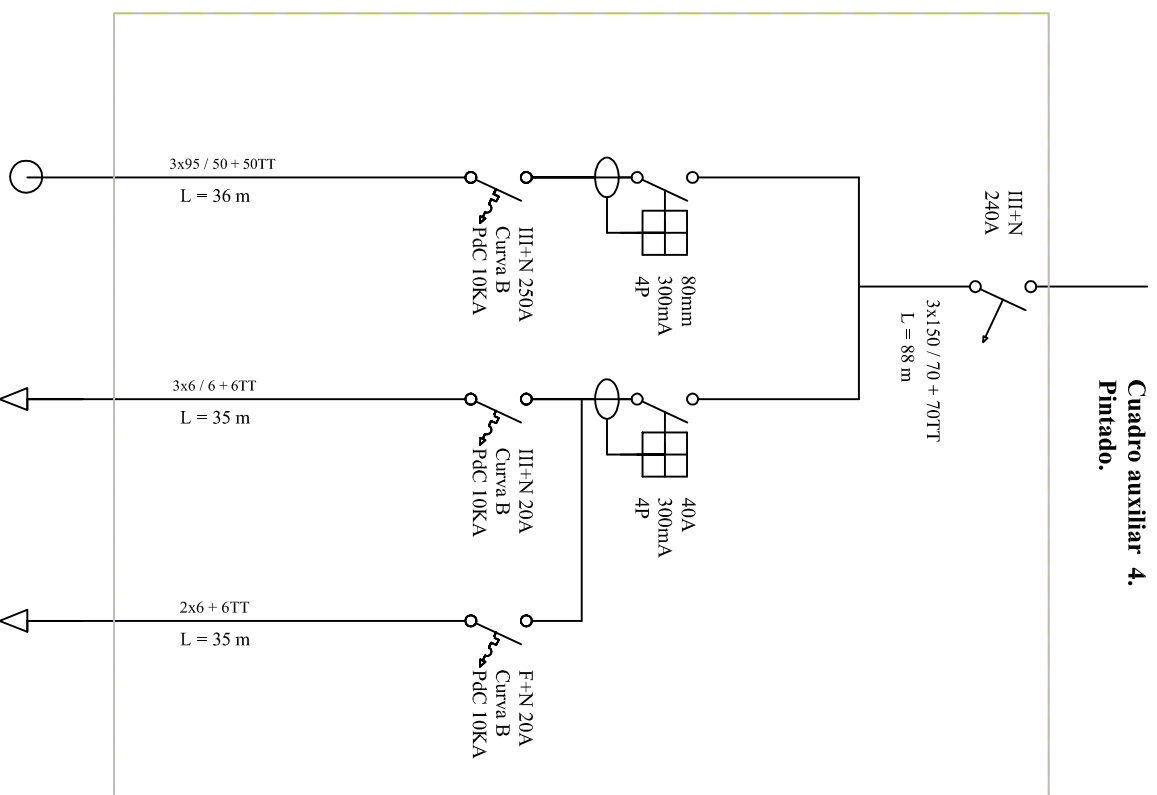 Cuadro auxiliar 4.
Pintado.
III+N
240A
3x150 / 70 + 70TT
L = 88 m
80mm
300mA
4P
40A
300mA
4P
III+N 250A
Curva B
PdC 10KA
III+N 20A
Curva B
PdC 10KA
F+N 20A
Curva B
PdC 10KA
3x95 / 50 + 50TT
L = 36 m
3x6 / 6 + 6TT
L = 35 m
2x6 + 6TT
L = 35 m